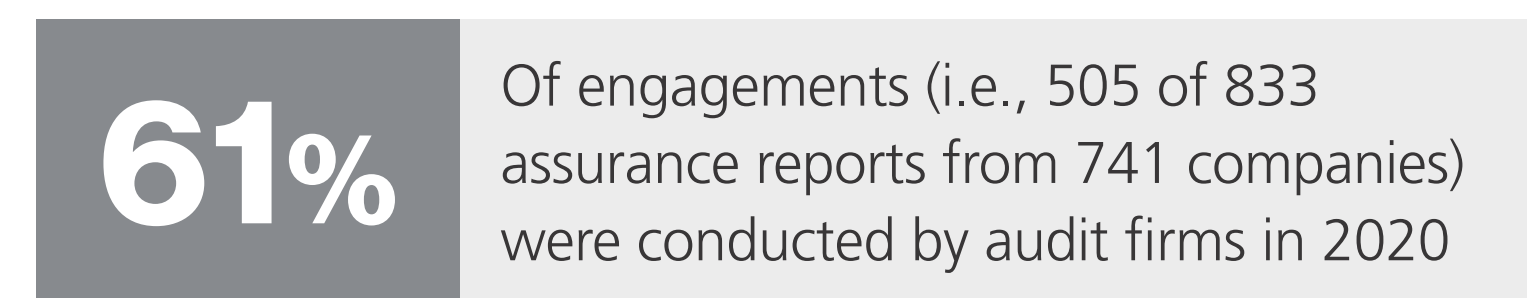 61%
Of engagements (i.e., 505 of 833
assurance reports from 741 companies)
were conducted by audit firms in 2020